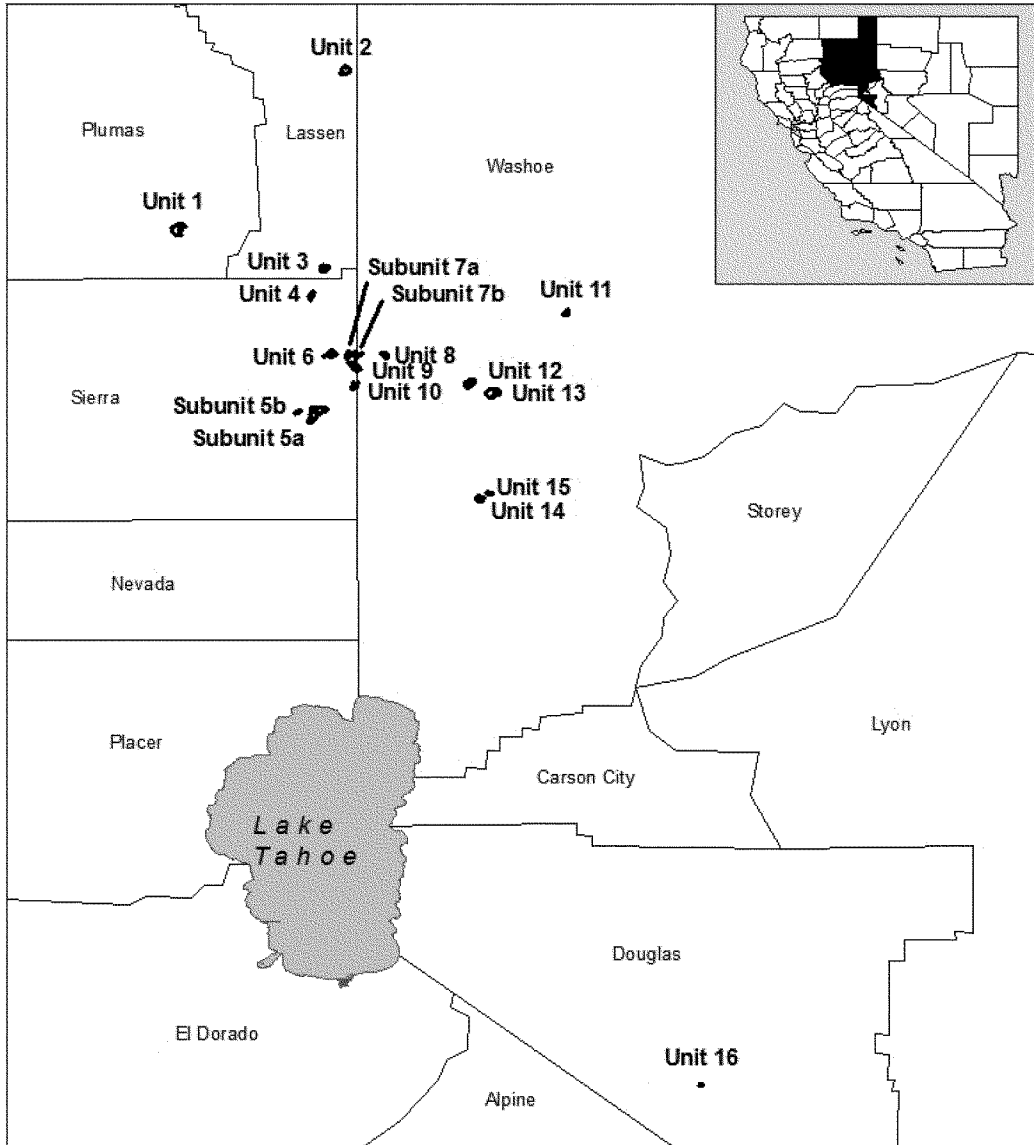 Unit 2
Plumas
Lassen
Washoe
Unit 1
Unit 3
Subunit 7a
Unit 4
Subunit 7b
Unit 11
Unit 6
Unit 8
Unit 9
Unit 12
Unit 10
Unit 13
Sierra
Subunit 5b
Subunit 5a
Unit 15
Unit 14
Storey
Nevada
Placer
Lyon
Carson City
Lake
Tahoe
Douglas
El Dorado
Unit 16
Alpine